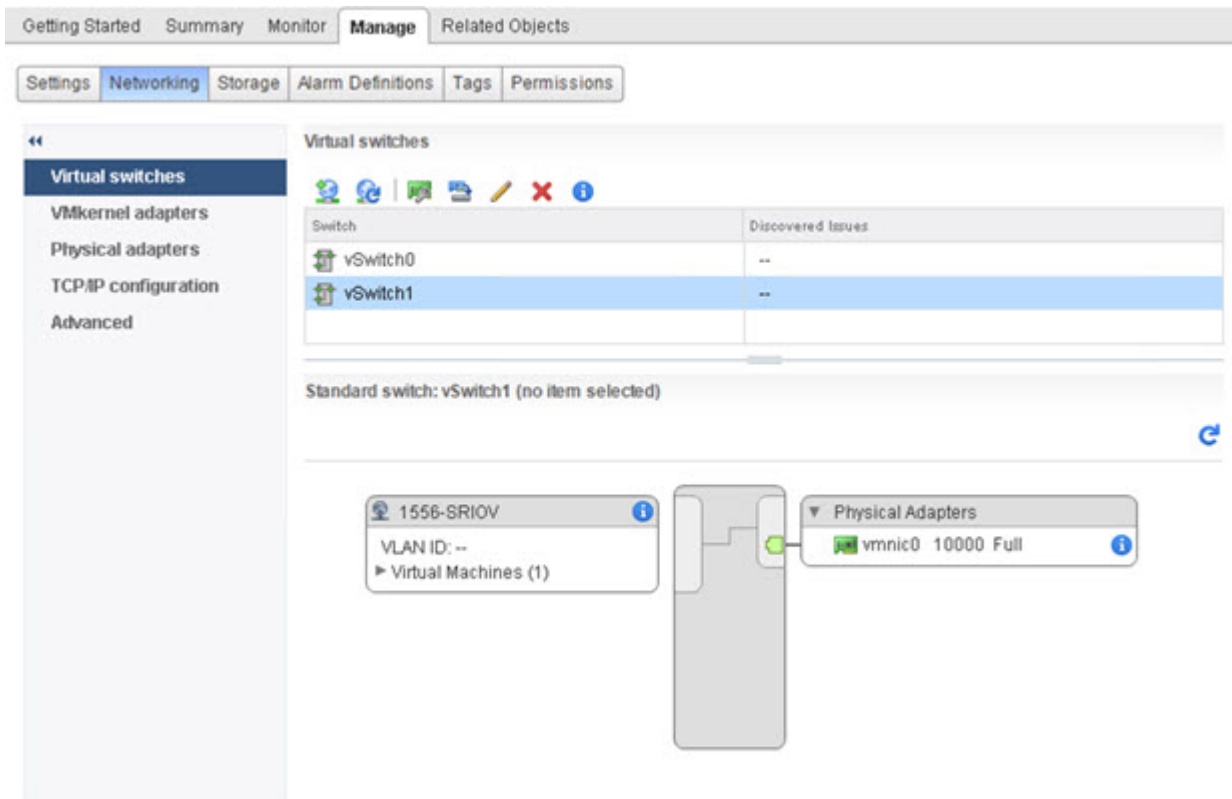 Getting Started Summary Monitor Manage Related Objects
Settings Networking Storage Alarm Definitions Tags Permissions
Virtual switches
VMkernel adapters
Physical adapters
TCP/IP configuration
Advanced
Virtual switches
Switch Discovered Issues
vSwitch0 --
vSwitch1 --
Standard switch: vSwitch1 (no item selected)
1556-SRIOV
VLAN ID: --
Virtual Machines (1)
Physical Adapters
vmnic0 10000 Full